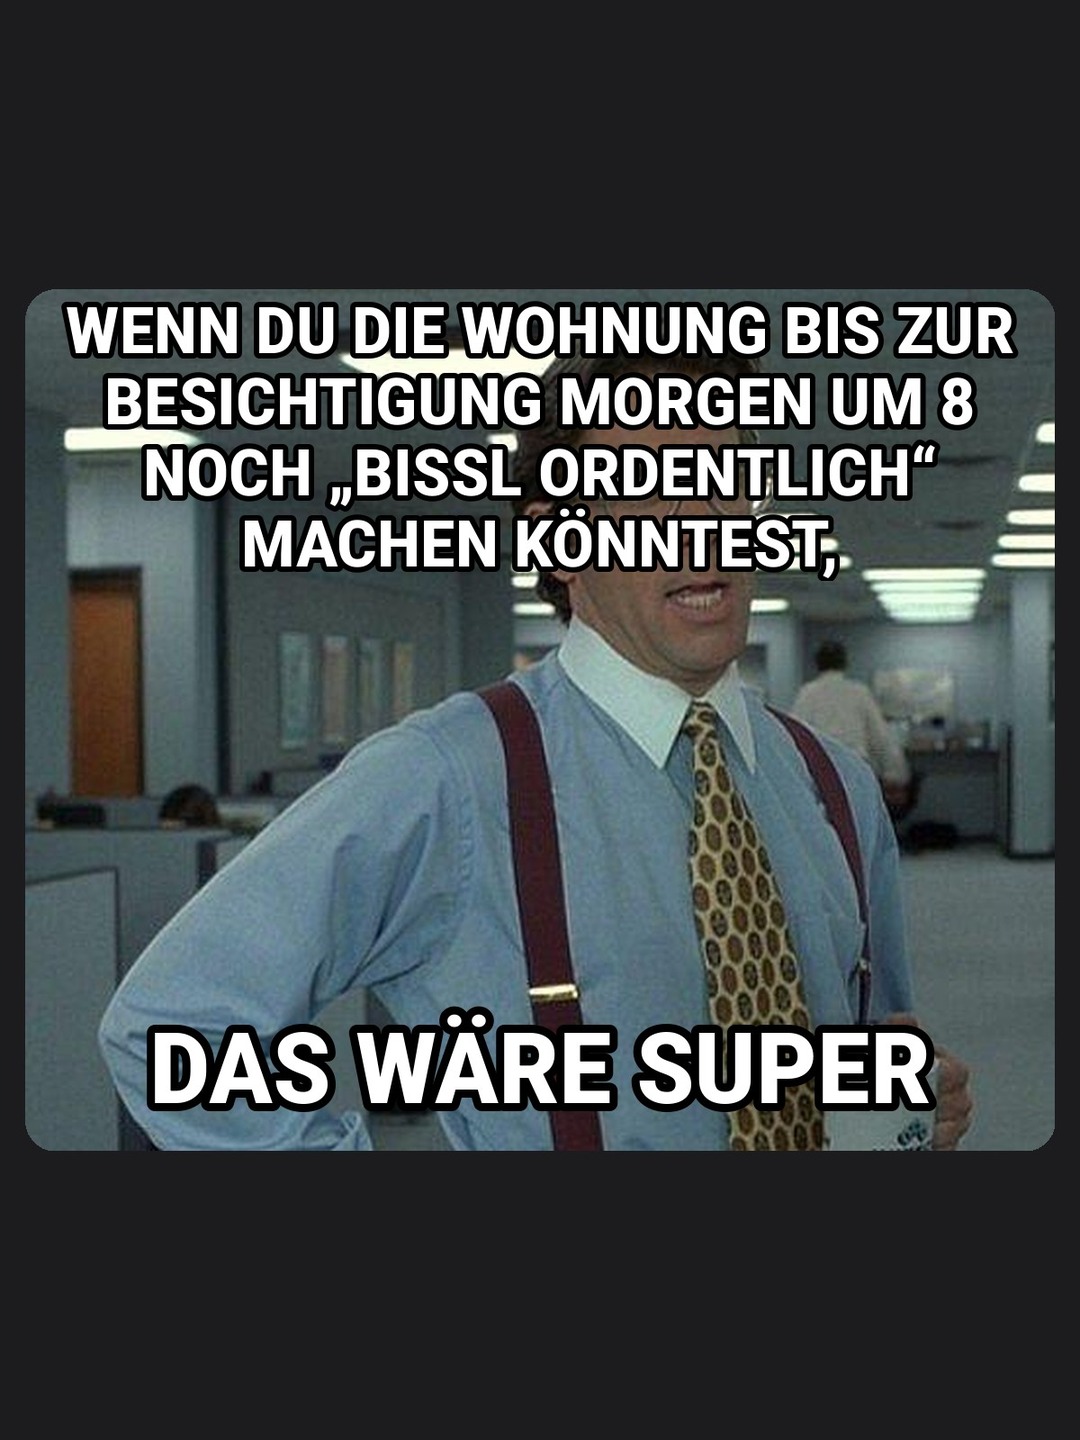 WENN DU DIE WOHNUNG BIS ZUR
BESICHTIGUNG MORGEN UM 8
NOCH „BISSL ORDENTLICH“
MACHEN KÖNNTEST,
DAS WÄRE SUPER